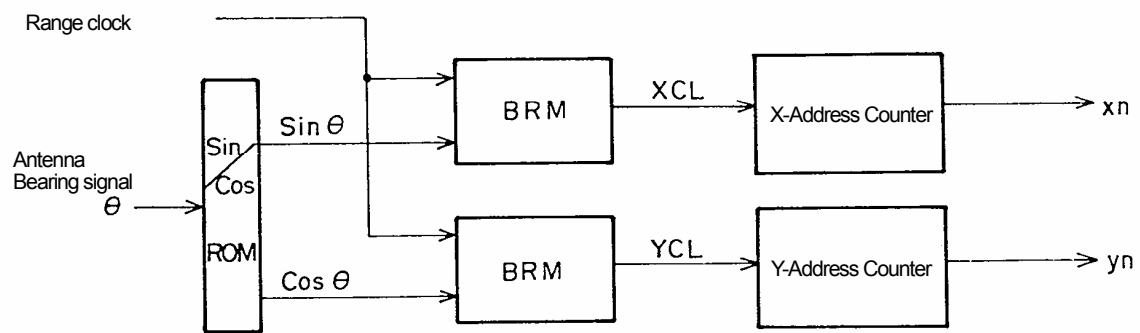 Range clock
BRM
XCL
X-Address Counter
xn
Sin θ
Sin
Cos
ROM
Antenna
Bearing signal
θ
BRM
YCL
Y-Address Counter
yn
Cos θ